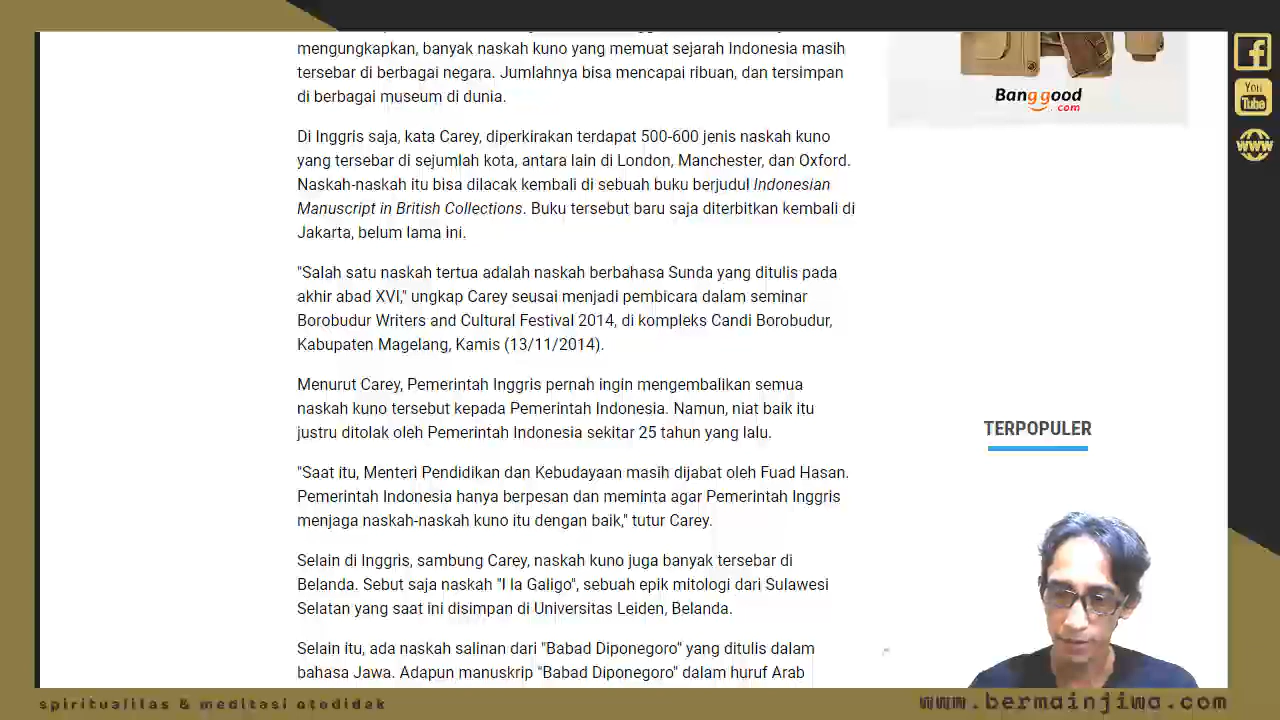 mengungkapkan, banyak naskah kuno yang memuat sejarah Indonesia masih
tersebar di berbagai negara. Jumlahnya bisa mencapai ribuan, dan tersimpan
di berbagai museum di dunia.
Di Inggris saja, kata Carey, diperkirakan terdapat 500-600 jenis naskah kuno
yang tersebar di sejumlah kota, antara lain di London, Manchester, dan Oxford.
Naskah-naskah itu bisa dilacak kembali di sebuah buku berjudul Indonesian
Manuscript in British Collections. Buku tersebut baru saja diterbitkan kembali di
Jakarta, belum lama ini.
"Salah satu naskah tertua adalah naskah berbahasa Sunda yang ditulis pada
akhir abad XVI," ungkap Carey seusai menjadi pembicara dalam seminar
Borobudur Writers and Cultural Festival 2014, di kompleks Candi Borobudur,
Kabupaten Magelang, Kamis (13/11/2014).
Menurut Carey, Pemerintah Inggris pernah ingin mengembalikan semua
naskah kuno tersebut kepada Pemerintah Indonesia. Namun, niat baik itu
justru ditolak oleh Pemerintah Indonesia sekitar 25 tahun yang lalu.
"Saat itu, Menteri Pendidikan dan Kebudayaan masih dijabat oleh Fuad Hasan.
Pemerintah Indonesia hanya berpesan dan meminta agar Pemerintah Inggris
menjaga naskah-naskah kuno itu dengan baik," tutur Carey.
Selain di Inggris, sambung Carey, naskah kuno juga banyak tersebar di
Belanda. Sebut saja naskah "I la Galigo", sebuah epik mitologi dari Sulawesi
Selatan yang saat ini disimpan di Universitas Leiden, Belanda.
Selain itu, ada naskah salinan dari "Babad Diponegoro" yang ditulis dalam
bahasa Jawa. Adapun manuskrip "Babad Diponegoro" dalam huruf Arab
Banggood
.com
TERPOPULER
f
You
Tube
WWW
spiritualitas & meditasi otodidak
www.bermainjiwa.com